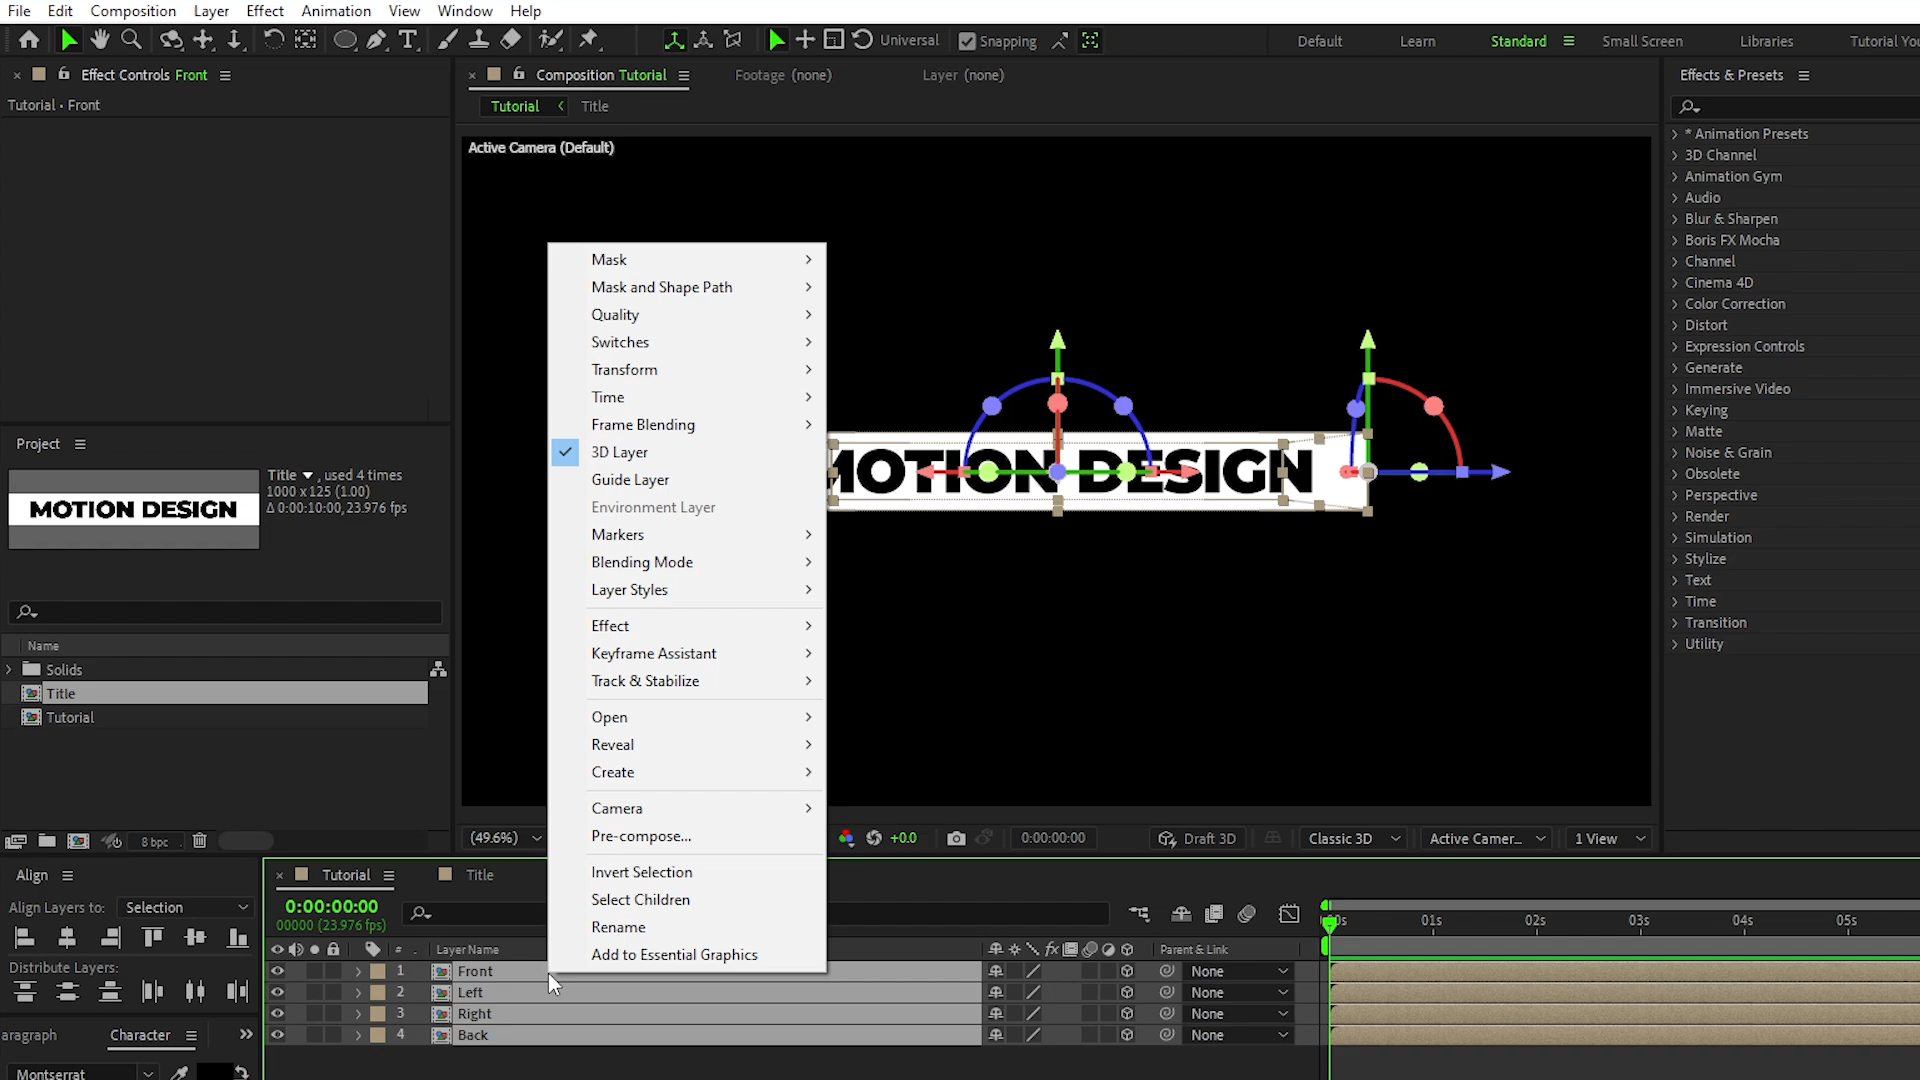 File Edit Composition Layer Effect Animation View Window Help
Universal Snapping Default Learn Standard Small Screen Libraries Tutorial You
Effect Controls Front
Tutorial • Front
Composition Tutorial Footage (none) Layer (none)
Tutorial Title
Effects & Presets
Active Camera (Default)
* Animation Presets
3D Channel
Animation Gym
Audio
Blur & Sharpen
Boris FX Mocha
Channel
Cinema 4D
Color Correction
Distort
Expression Controls
Generate
Immersive Video
Keying
Matte
Noise & Grain
Obsolete
Perspective
Render
Simulation
Stylize
Text
Time
Transition
Utility
Mask
Mask and Shape Path
Quality
Switches
Transform
Time
Frame Blending
3D Layer
Guide Layer
Environment Layer
Markers
Blending Mode
Layer Styles
Effect
Keyframe Assistant
Track & Stabilize
Open
Reveal
Create
Camera
Pre-compose...
Invert Selection
Select Children
Rename
Add to Essential Graphics
MOTION DESIGN
Project
MOTION DESIGN
Title , used 4 times
1000 x 125 (1.00)
Δ 0:00:10:00, 23.976 fps
Name
Solids
Title
Tutorial
8 bpc
(49.6%) +0.0 0:00:00:00 Draft 3D Classic 3D Active Camer... 1 View
Align
Align Layers to: Selection
Distribute Layers:
aragraph Character
Montserrat
Tutorial Title
0:00:00:00
00000 (23.976 fps)
# Layer Name Parent & Link
1 Front None
2 Left None
3 Right None
4 Back None
00s 01s 02s 03s 04s 05s